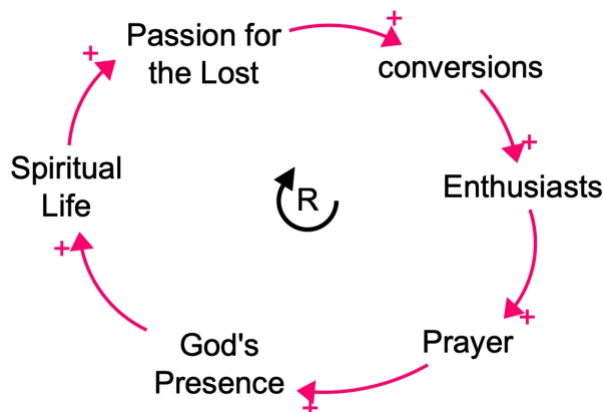 Passion for
the Lost
+
conversions
+
Enthusiasts
+
Prayer
+
God's
Presence
+
Spiritual
Life
+
R